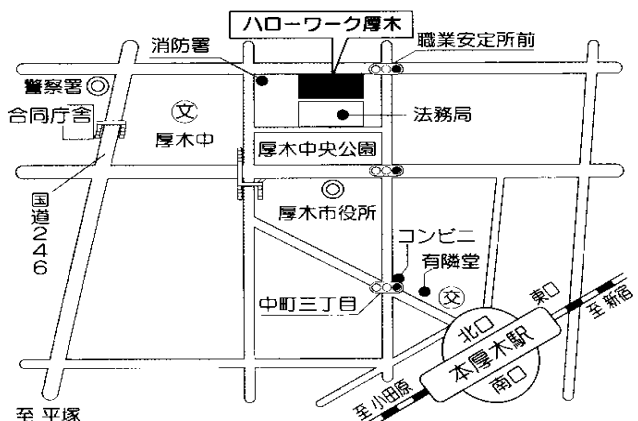 ハローワーク厚木
消防署
職業安定所前
警察署
合同庁舎
文
厚木中
法務局
厚木中央公園
国道246
厚木市役所
コンビニ
有隣堂
中町三丁目
交
東口
至 新宿
北口
本厚木駅
南口
至 小田原
至 平塚